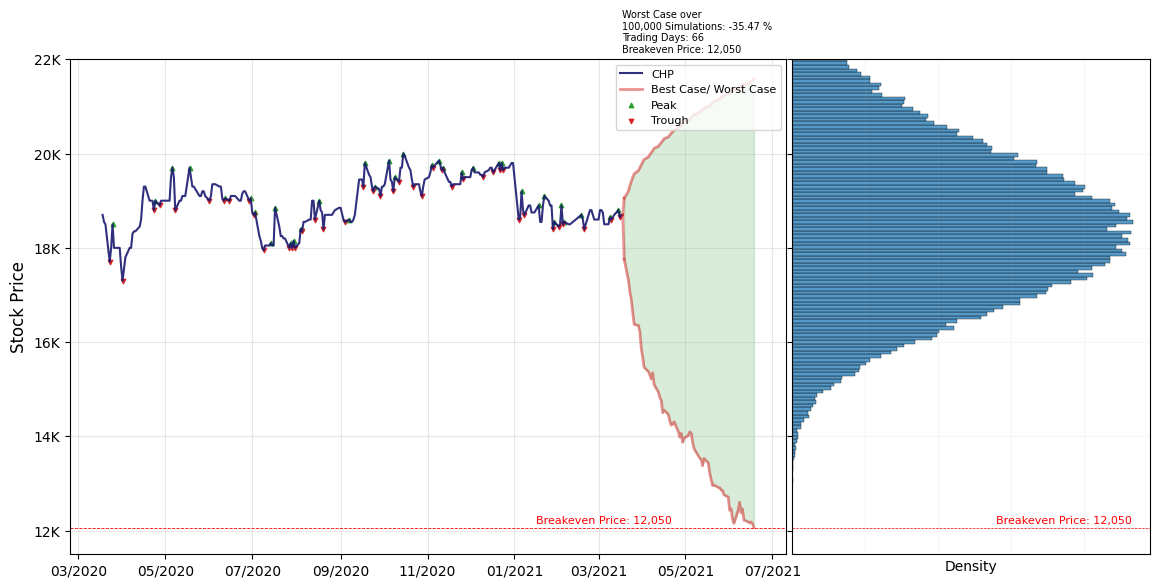 Worst Case over
100,000 Simulations: -35.47 %
Trading Days: 66
Breakeven Price: 12,050
22K
20K
18K
16K
14K
12K
Stock Price
CHP
Best Case/ Worst Case
Peak
Trough
Breakeven Price: 12,050
Breakeven Price: 12,050
03/2020
05/2020
07/2020
09/2020
11/2020
01/2021
03/2021
05/2021
07/2021
Density